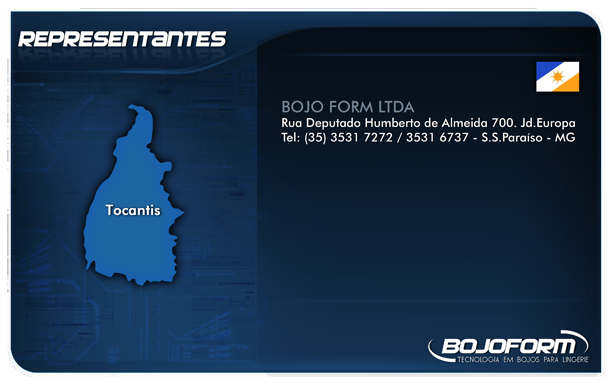 REPRESENTANTES
BOJO FORM LTDA
Rua Deputado Humberto de Almeida 700. Jd.Europa
Tel: (35) 3531 7272 / 3531 6737 - S.S.Paraíso - MG
Tocantis
BOJOFORM
TECNOLOGIA EM BOJOS PARA LINGERIE